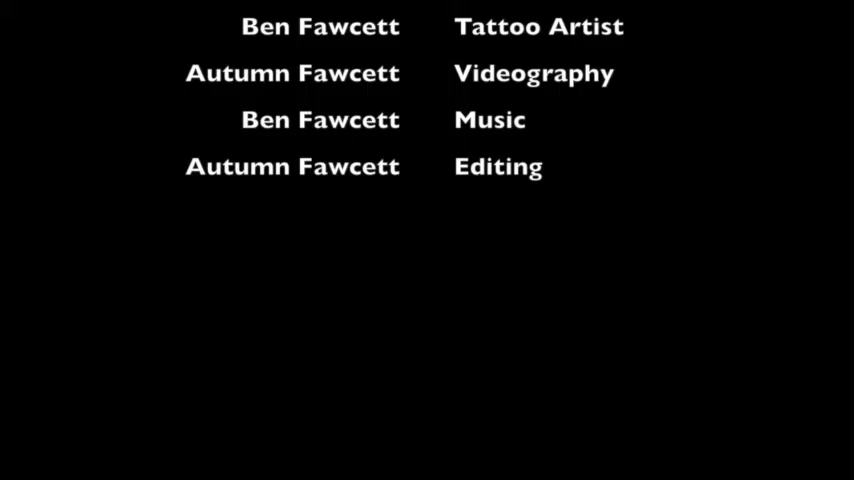 Ben Fawcett Tattoo Artist
Autumn Fawcett Videography
Ben Fawcett Music
Autumn Fawcett Editing